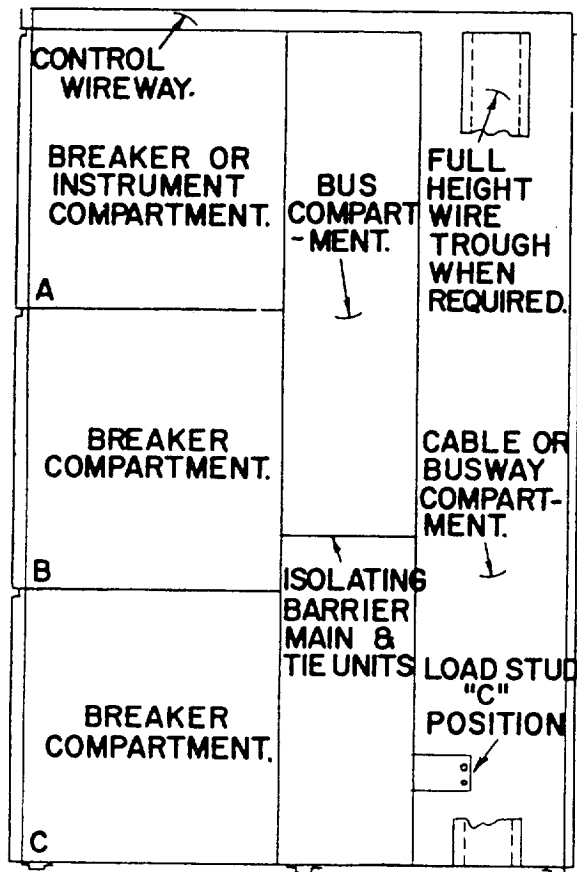 CONTROL
WIREWAY.
BREAKER OR
INSTRUMENT
COMPARTMENT.
A
BUS
COMPART
-MENT.
FULL
HEIGHT
WIRE
TROUGH
WHEN
REQUIRED.
BREAKER
COMPARTMENT.
B
CABLE OR
BUSWAY
COMPART-
MENT.
ISOLATING
BARRIER
MAIN &
TIE UNITS
LOAD STUD
"C"
POSITION
BREAKER
COMPARTMENT.
C